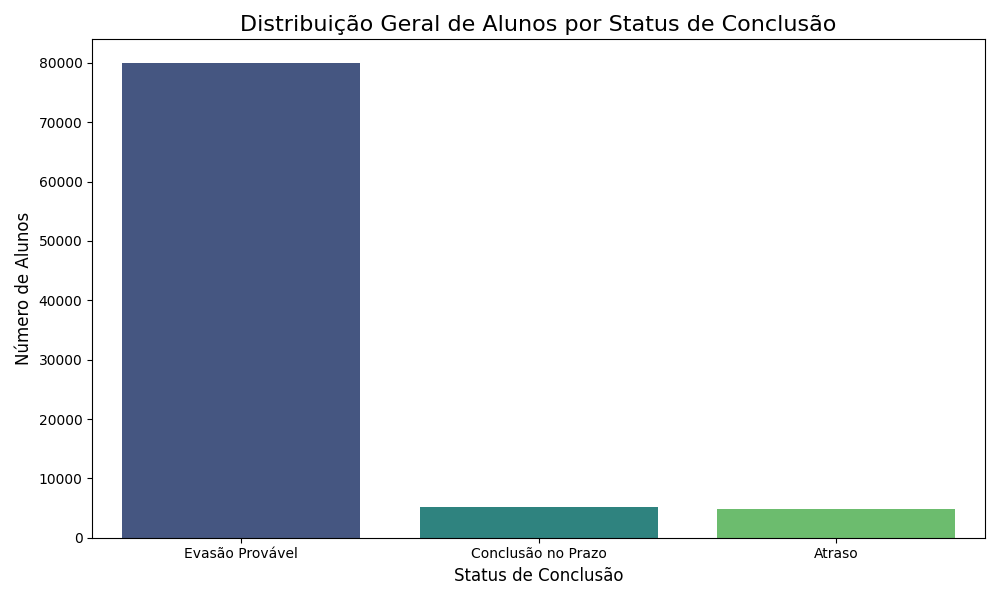 Distribuição Geral de Alunos por Status de Conclusão
Número de Alunos
80000
70000
60000
50000
40000
30000
20000
10000
0
Evasão Provável
Conclusão no Prazo
Atraso
Status de Conclusão